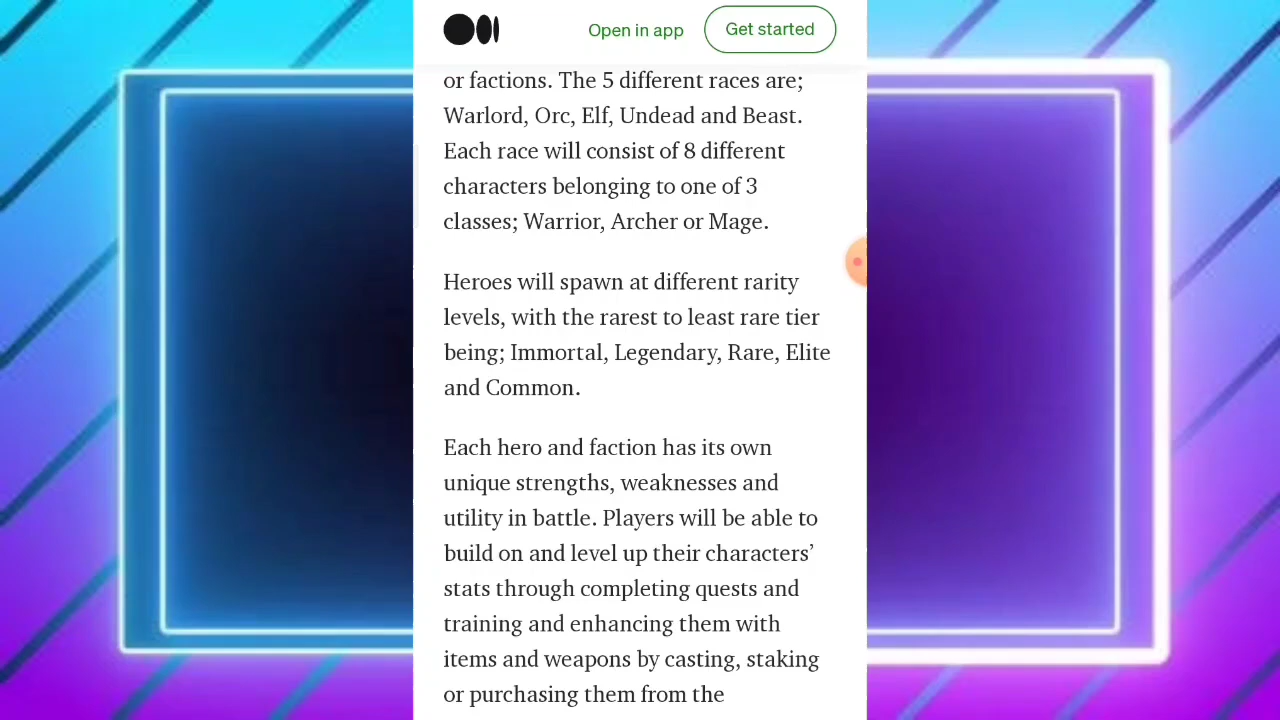 Open in app
Get started
or factions. The 5 different races are;
Warlord, Orc, Elf, Undead and Beast.
Each race will consist of 8 different
characters belonging to one of 3
classes; Warrior, Archer or Mage.
Heroes will spawn at different rarity
levels, with the rarest to least rare tier
being; Immortal, Legendary, Rare, Elite
and Common.
Each hero and faction has its own
unique strengths, weaknesses and
utility in battle. Players will be able to
build on and level up their characters’
stats through completing quests and
training and enhancing them with
items and weapons by casting, staking
or purchasing them from the